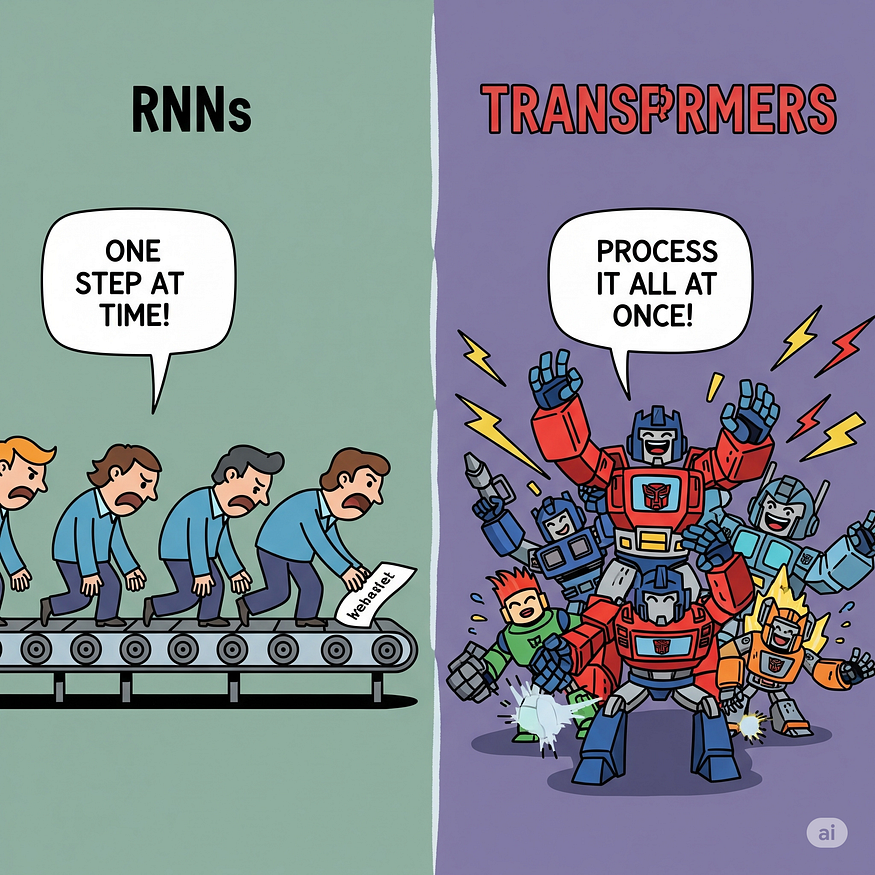 RNNs
ONE
STEP AT
TIME!
TRANSFRMERS
PROCESS
IT ALL AT
ONCE!
ai